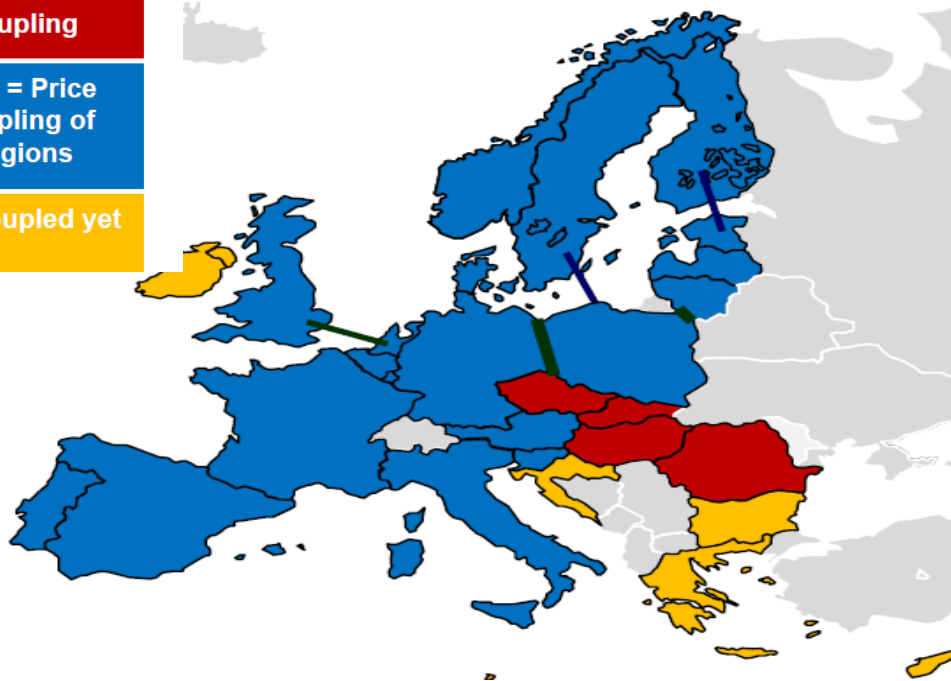 upling
= Price
pling of
gions
upled yet